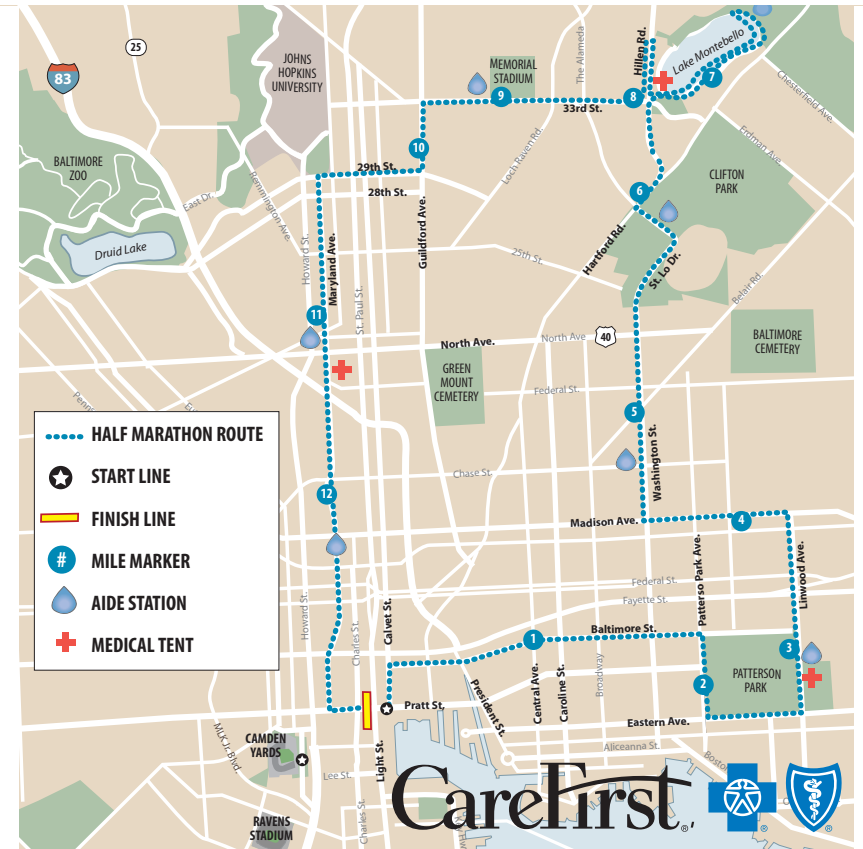 25
83
JOHNS
HOPKINS
UNIVERSITY
MEMORIAL
STADIUM
The Alameda
Hillen Rd.
Lake Montebello
7
8
9
33rd St.
Chesterfield Ave.
Erdman Ave.
10
Loch Raven Rd.
BALTIMORE
ZOO
29th St.
28th St.
East Dr.
Remmington Ave.
CLIFTON
PARK
6
Druid Lake
Howard St.
Maryland Ave.
Guildford Ave.
25th St.
Hartford Rd.
St. Lo Dr.
Belair Rd.
St. Paul St.
11
North Ave.
North Ave
40
BALTIMORE
CEMETERY
GREEN
MOUNT
CEMETERY
Federal St.
5
Washington St.
HALF MARATHON ROUTE
START LINE
FINISH LINE
# MILE MARKER
AIDE STATION
MEDICAL TENT
Chase St.
12
Madison Ave.
4
Patterso Park Ave.
Linwood Ave.
Federal St.
Fayette St.
Howard St.
Charles St.
Calvet St.
1
Baltimore St.
3
2
PATTERSON
PARK
Central Ave.
Caroline St.
Broadway
President St.
Pratt St,
Eastern Ave.
Aliceanna St.
MLK Jr. Blvd.
CAMDEN
YARDS
Light St.
Lee St.
Charles St.
RAVENS
STADIUM
CareFirst®